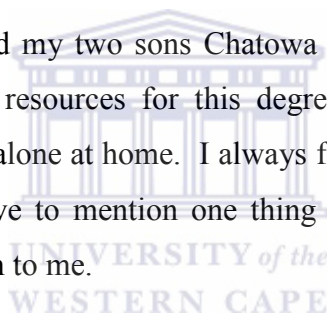 d my two sons Chatowa
resources for this degre
alone at home. I always f
ve to mention one thing
n to me.
UNIVERSITY of the
WESTERN CAPE